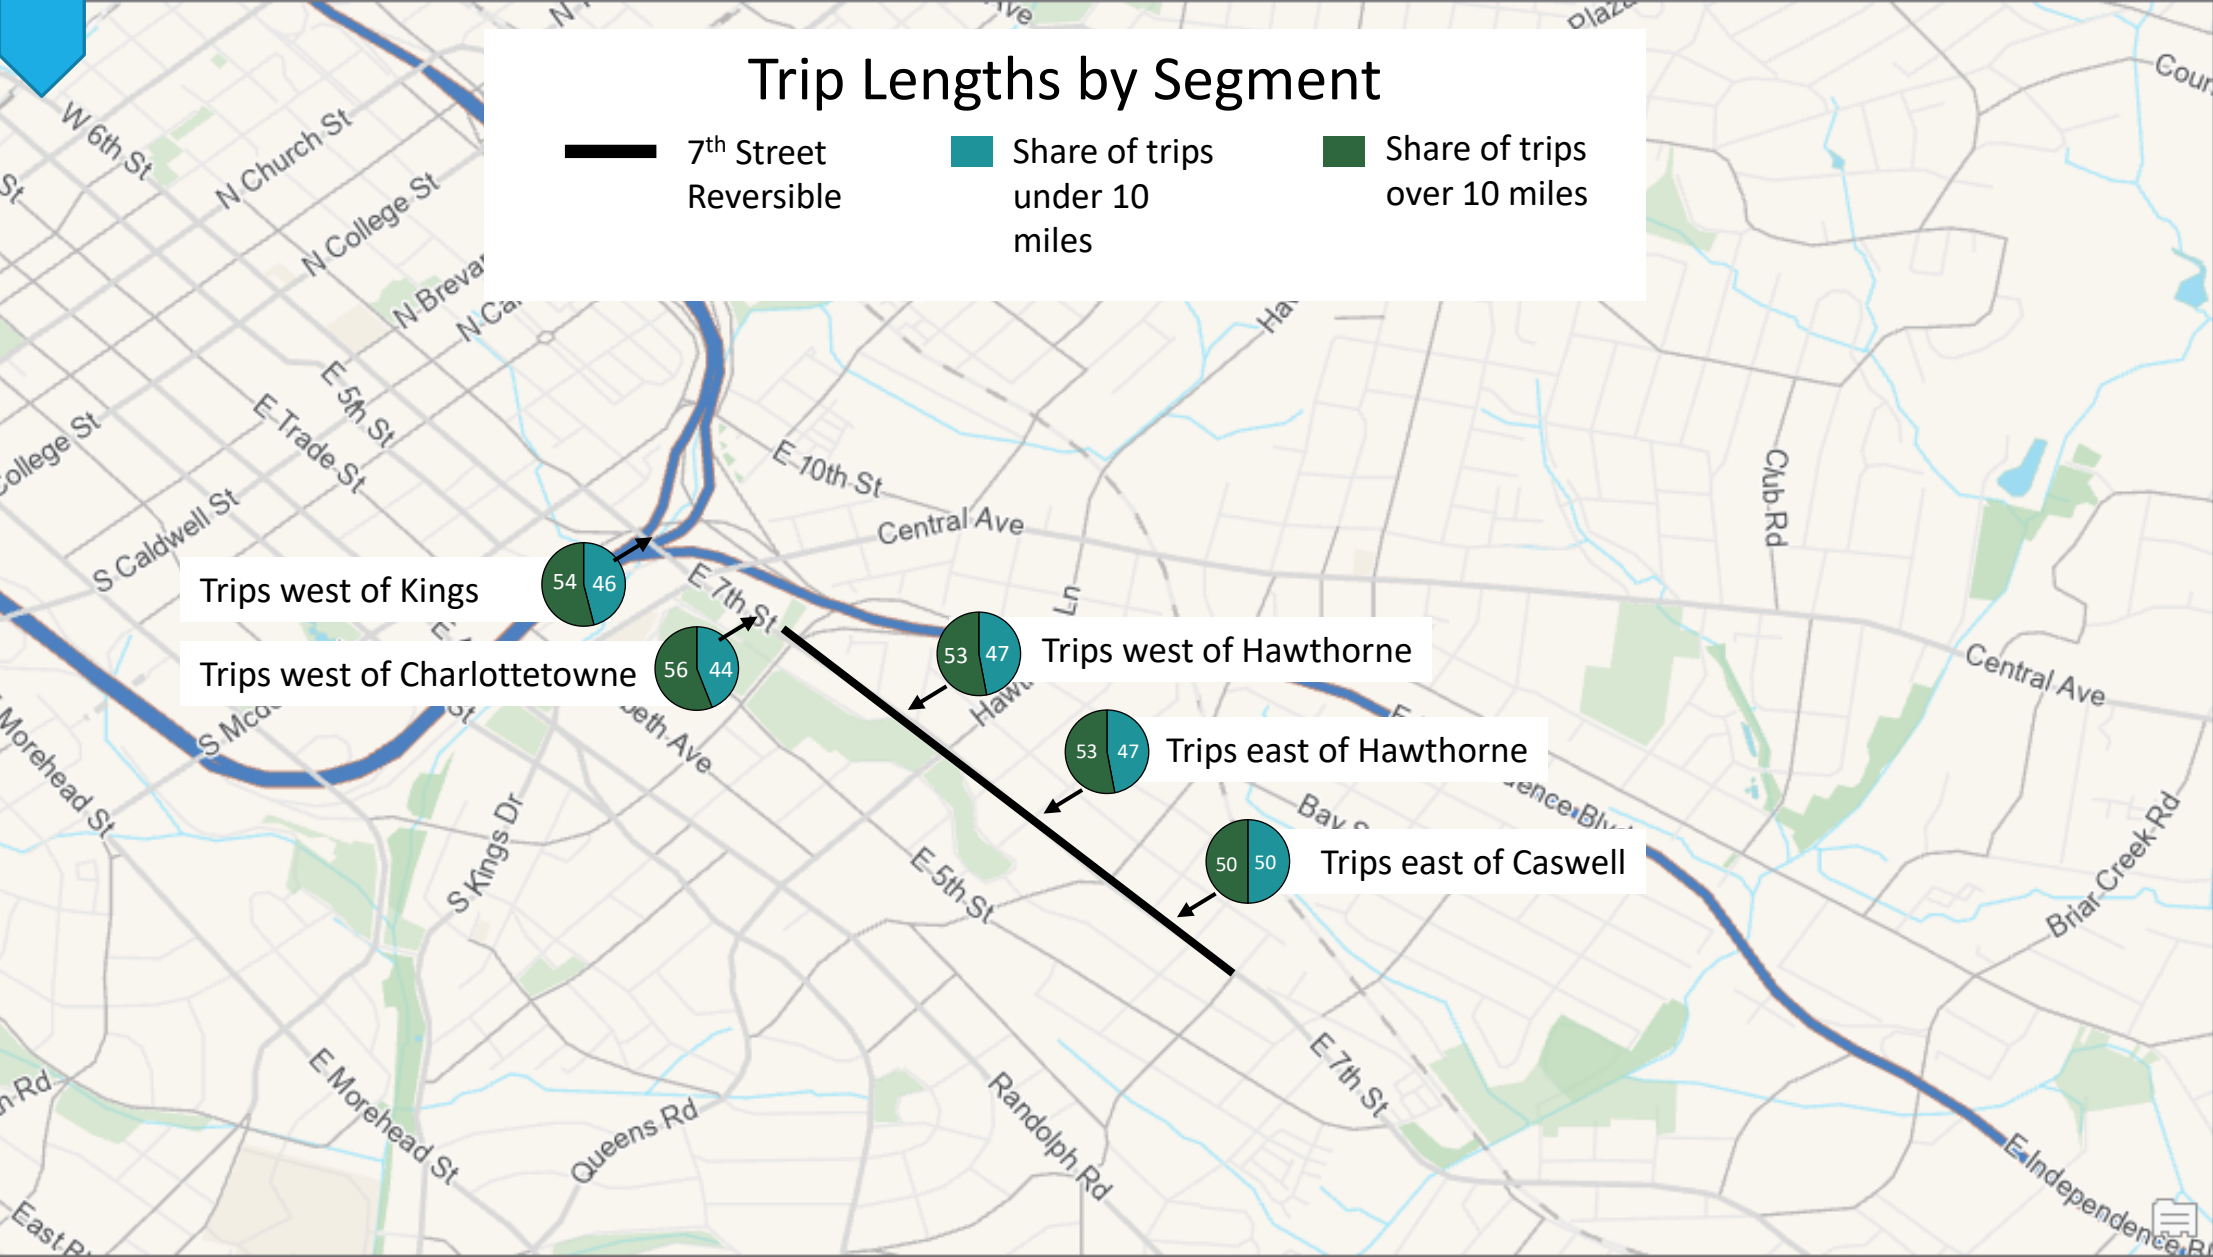 Trip Lengths by Segment
7th Street
Reversible
Share of trips
under 10
miles
Share of trips
over 10 miles
W 6th St
N Church St
N College St
E 5th St
E Trade St
S Caldwell St
E 10th St
Central Ave
Club Rd
Trips west of Kings
54 46
E 7th St
Ln
Trips west of Charlottetowne
56 44
53 47
Trips west of Hawthorne
Central Ave
53 47
Trips east of Hawthorne
50 50
Trips east of Caswell
Morehead St
S Kings Dr
E 5th St
Briar Creek Rd
E 7th St
E Morehead St
Queens Rd
Randolph Rd
E Independence